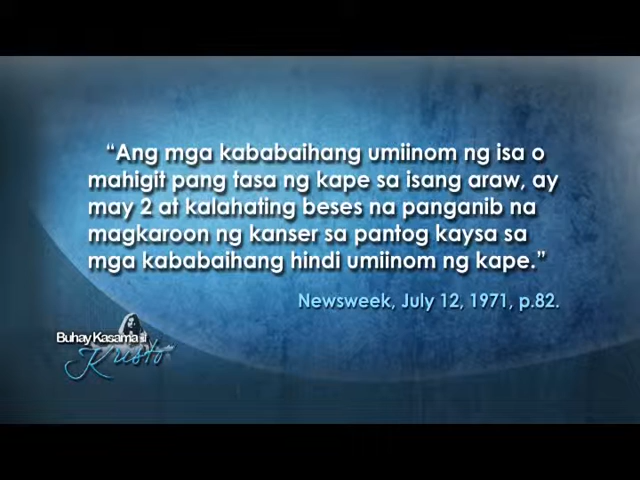 “Ang mga kababaihang umiinom ng isa o
mahigit pang tasa ng kape sa isang araw, ay
may 2 at kalahating beses na panganib na
magkaroon ng kanser sa pantog kaysa sa
mga kababaihang hindi umiinom ng kape.”
Newsweek, July 12, 1971, p.82.
Buhay Kasama si
Kristo